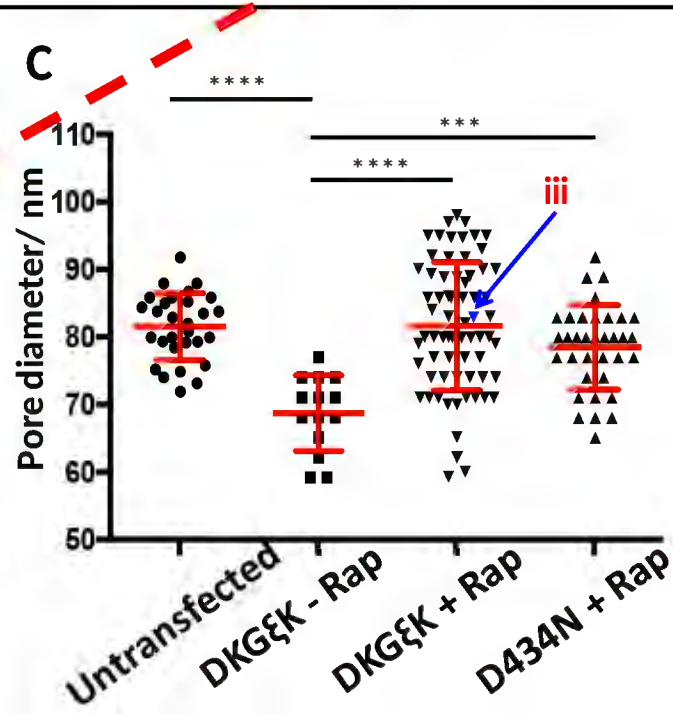 C
****
***
****
iii
110
100
90
80
70
60
50
Pore diameter/ nm
Untransfected
DKGξK - Rap
DKGξK + Rap
D434N + Rap